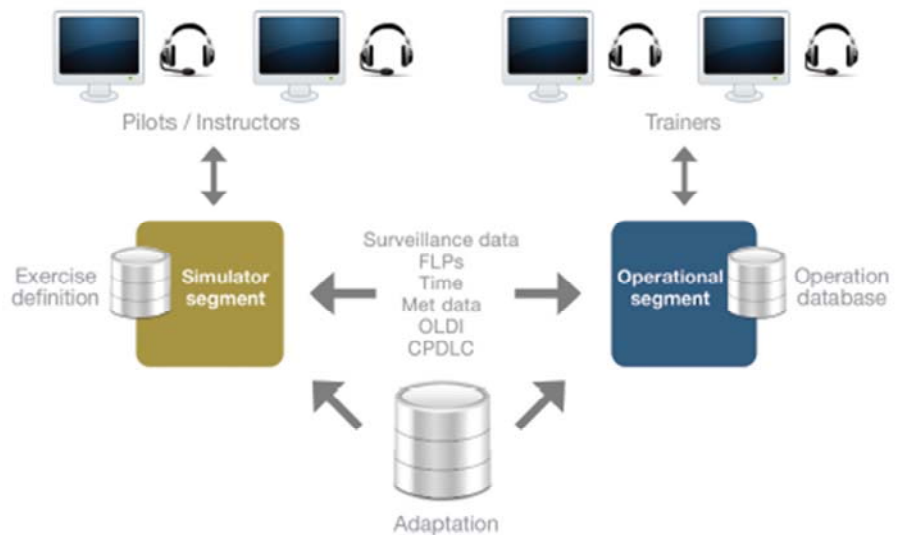 Pilots / Instructors
Trainers
Exercise
definition
Simulator
segment
Surveillance data
FLPs
Time
Met data
OLDI
CPDLC
Operational
segment
Operation
database
Adaptation